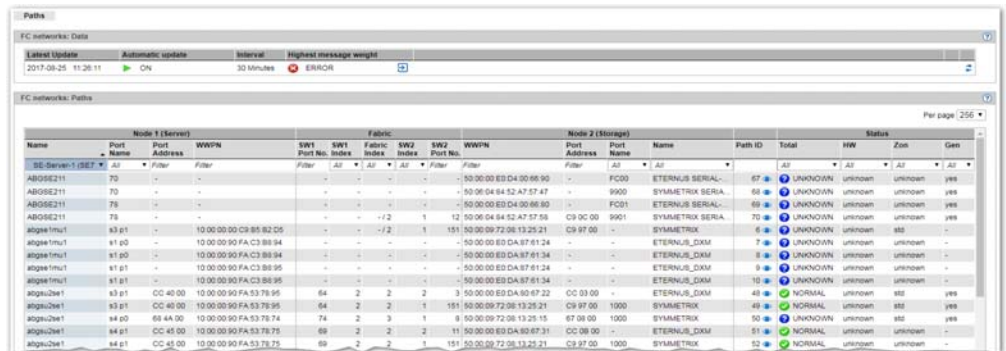 Paths
FC networks: Data
Latest Update Automatic update Interval Highest message weight
2017-08-25 11:26:11 ON 30 Minutes ERROR
FC networks: Paths
Per page 256
Node 1 (Server) Fabric Node 2 (Storage) Status
Name Port Name Port Address WWPN SW1 Port No. SW1 Index Fabric Index SW2 Index SW2 Port No. WWPN Port Address Port Name Name Path ID Total HW Zon Gen
SE-Server-1 (SE7 All Filter Filter Filter All All All Filter Filter Filter All All Filter All All All All
ABGSE211 70 - - - - - - - 50:00:00:E0:D4:00:66:90 - FC00 ETERNUS SERIAL-... 67 UNKNOWN unknown unknown yes
ABGSE211 70 - - - - - - - 50:06:04:84:52:A7:57:47 - 9900 SYMMETRIX SERIA... 68 UNKNOWN unknown unknown yes
ABGSE211 78 - - - - - - - 50:00:00:E0:D4:00:66:80 - FC01 ETERNUS SERIAL-... 69 UNKNOWN unknown unknown yes
ABGSE211 78 - - - - - / 2 1 12 50:06:04:84:52:A7:57:58 C9 0C 00 9901 SYMMETRIX SERIA... 70 UNKNOWN unknown unknown yes
abgse1mu1 s3 p1 - 10:00:00:00:C9:B5:B2:D5 - - - / 2 1 151 50:00:09:72:08:13:25:21 C9 97 00 - SYMMETRIX 6 UNKNOWN unknown std -
abgse1mu1 s1 p0 - 10:00:00:90:FA:C3:B8:94 - - - - - 50:00:00:E0:DA:87:61:24 - - ETERNUS_DXM 7 UNKNOWN unknown unknown -
abgse1mu1 s1 p0 - 10:00:00:90:FA:C3:B8:94 - - - - - 50:00:00:E0:DA:97:61:34 - - ETERNUS_DXM 8 UNKNOWN unknown unknown -
abgse1mu1 s1 p1 - 10:00:00:90:FA:C3:B8:95 - - - - - 50:00:00:E0:DA:87:61:24 - - ETERNUS_DXM 9 UNKNOWN unknown unknown -
abgse1mu1 s1 p1 - 10:00:00:90:FA:C3:B8:95 - - - - - 50:00:00:E0:DA:97:61:34 - - ETERNUS_DXM 10 UNKNOWN unknown unknown -
abgsu2se1 s3 p1 CC 40 00 10:00:00:90:FA:53:78:95 64 2 2 2 3 50:00:00:E0:DA:80:67:22 CC 03 00 - ETERNUS_DXM 48 NORMAL unknown std yes
abgsu2se1 s3 p1 CC 40 00 10:00:00:90:FA:53:78:95 64 2 2 1 151 50:00:09:72:08:13:25:21 C9 97 00 1000 SYMMETRIX 49 NORMAL unknown std yes
abgsu2se1 s4 p0 68 4A 00 10:00:00:90:FA:53:78:74 74 2 3 1 8 50:00:09:72:08:13:25:15 67 08 00 1000 SYMMETRIX 50 UNKNOWN unknown std yes
abgsu2se1 s4 p1 CC 45 00 10:00:00:90:FA:53:78:75 69 2 2 2 11 50:00:00:E0:DA:80:67:31 CC 0B 00 - ETERNUS_DXM 51 NORMAL unknown unknown -
abgsu2se1 s4 p1 CC 45 00 10:00:00:90:FA:53:78:75 69 2 2 1 151 50:00:09:72:08:13:25:21 C9 97 00 1000 SYMMETRIX 52 NORMAL unknown unknown -